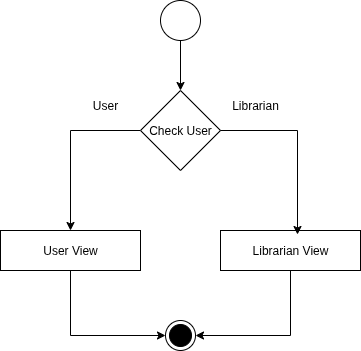 User
Librarian
Check User
User View
Librarian View